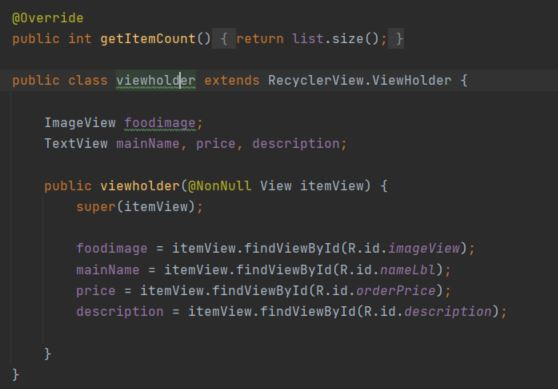 @Override
public int getItemCount() { return list.size(); }
public class viewholder extends RecyclerView.ViewHolder {
ImageView foodimage;
TextView mainName, price, description;
public viewholder(@NonNull View itemView) {
super(itemView);
foodimage = itemView.findViewById(R.id.imageView);
mainName = itemView.findViewById(R.id.nameLbl);
price = itemView.findViewById(R.id.orderPrice);
description = itemView.findViewById(R.id.description);
}
}